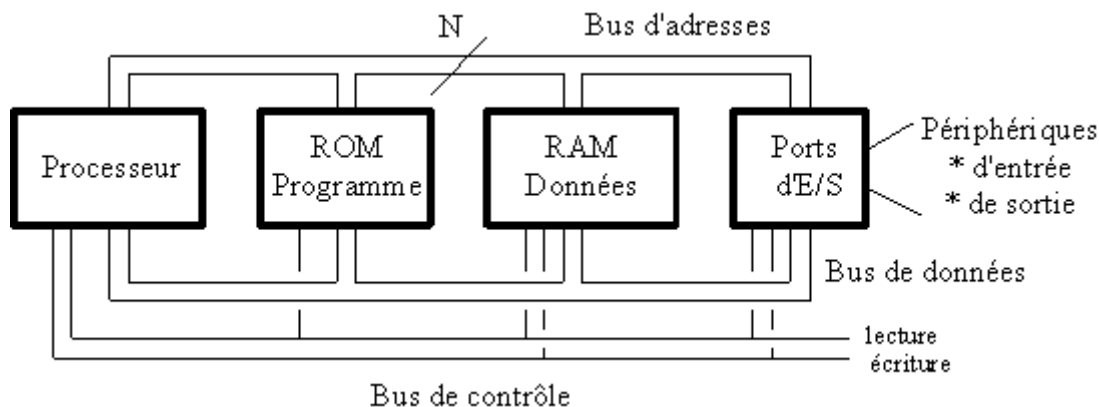 N
Bus d'adresses
Processeur
ROM
Programme
RAM
Données
Ports
d'E/S
Périphériques
* d'entrée
* de sortie
Bus de données
lecture
écriture
Bus de contrôle